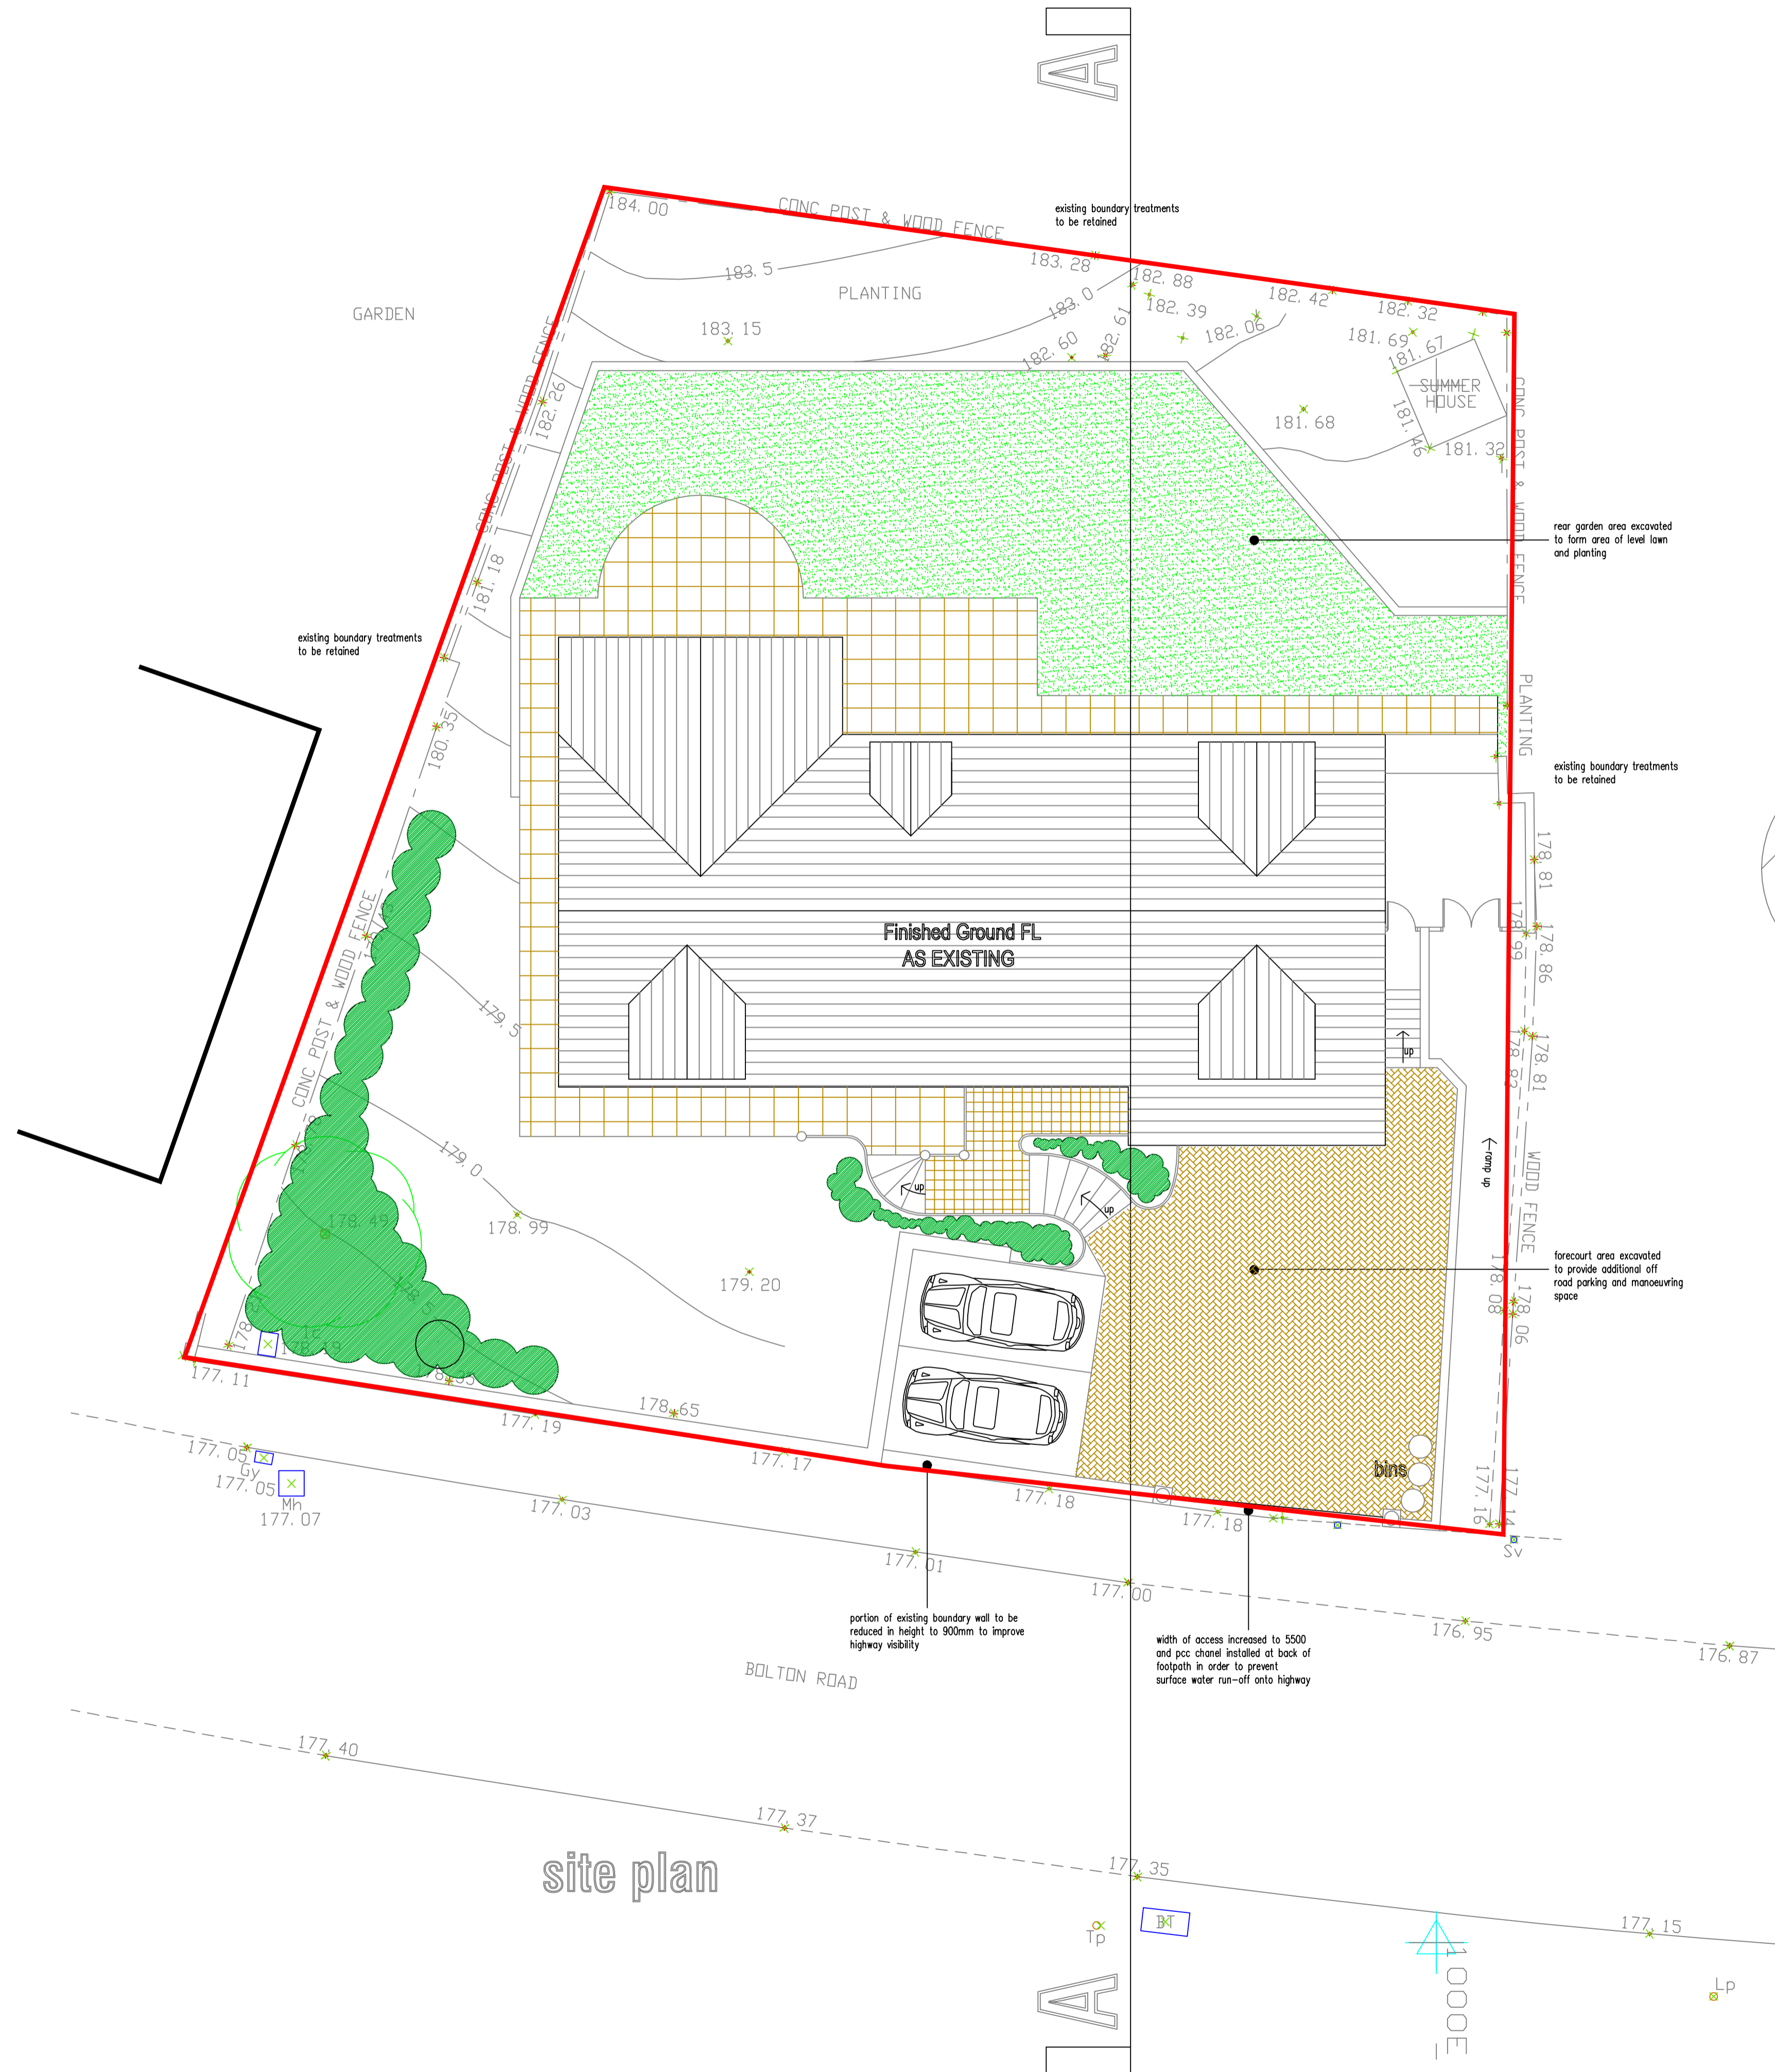 A
184.00
CONC POST & WOOD FENCE
existing boundary treatments
to be retained
183.28
182.88
183.5
PLANTING
183.0
182.39
182.42
182.32
GARDEN
183.15
182.60
182.61
182.06
181.69
181.67
SUMMER
HOUSE
CONC POST & WOOD FENCE
182.26
181.68
181.46
181.32
CONC POST & WOOD FENCE
CONC POST & WOOD FENCE
rear garden area excavated
to form area of level lawn
and planting
181.18
existing boundary treatments
to be retained
180.35
PLANTING
existing boundary treatments
to be retained
178.81
Finished Ground FL
AS EXISTING
178.99
178.86
CONC POST & WOOD FENCE
179.5
up
178.81
179.0
ramp up
WOOD FENCE
up
up
178.49
178.99
179.20
178.5
forecourt area excavated
to provide additional off
road parking and manoeuvring
space
178.08
178.06
Ic
178.19
177.11
178.65
177.19
177.17
bins
177.18
177.18
177.16
177.14
Sv
177.05
Gy
177.05
Mh
177.07
177.03
177.01
177.00
176.95
176.87
portion of existing boundary wall to be
reduced in height to 900mm to improve
highway visibility
width of access increased to 5500
and pcc chanel installed at back of
footpath in order to prevent
surface water run-off onto highway
BOLTON ROAD
177.40
177.37
177.35
177.15
site plan
Tp
BT
1000E
Lp
A